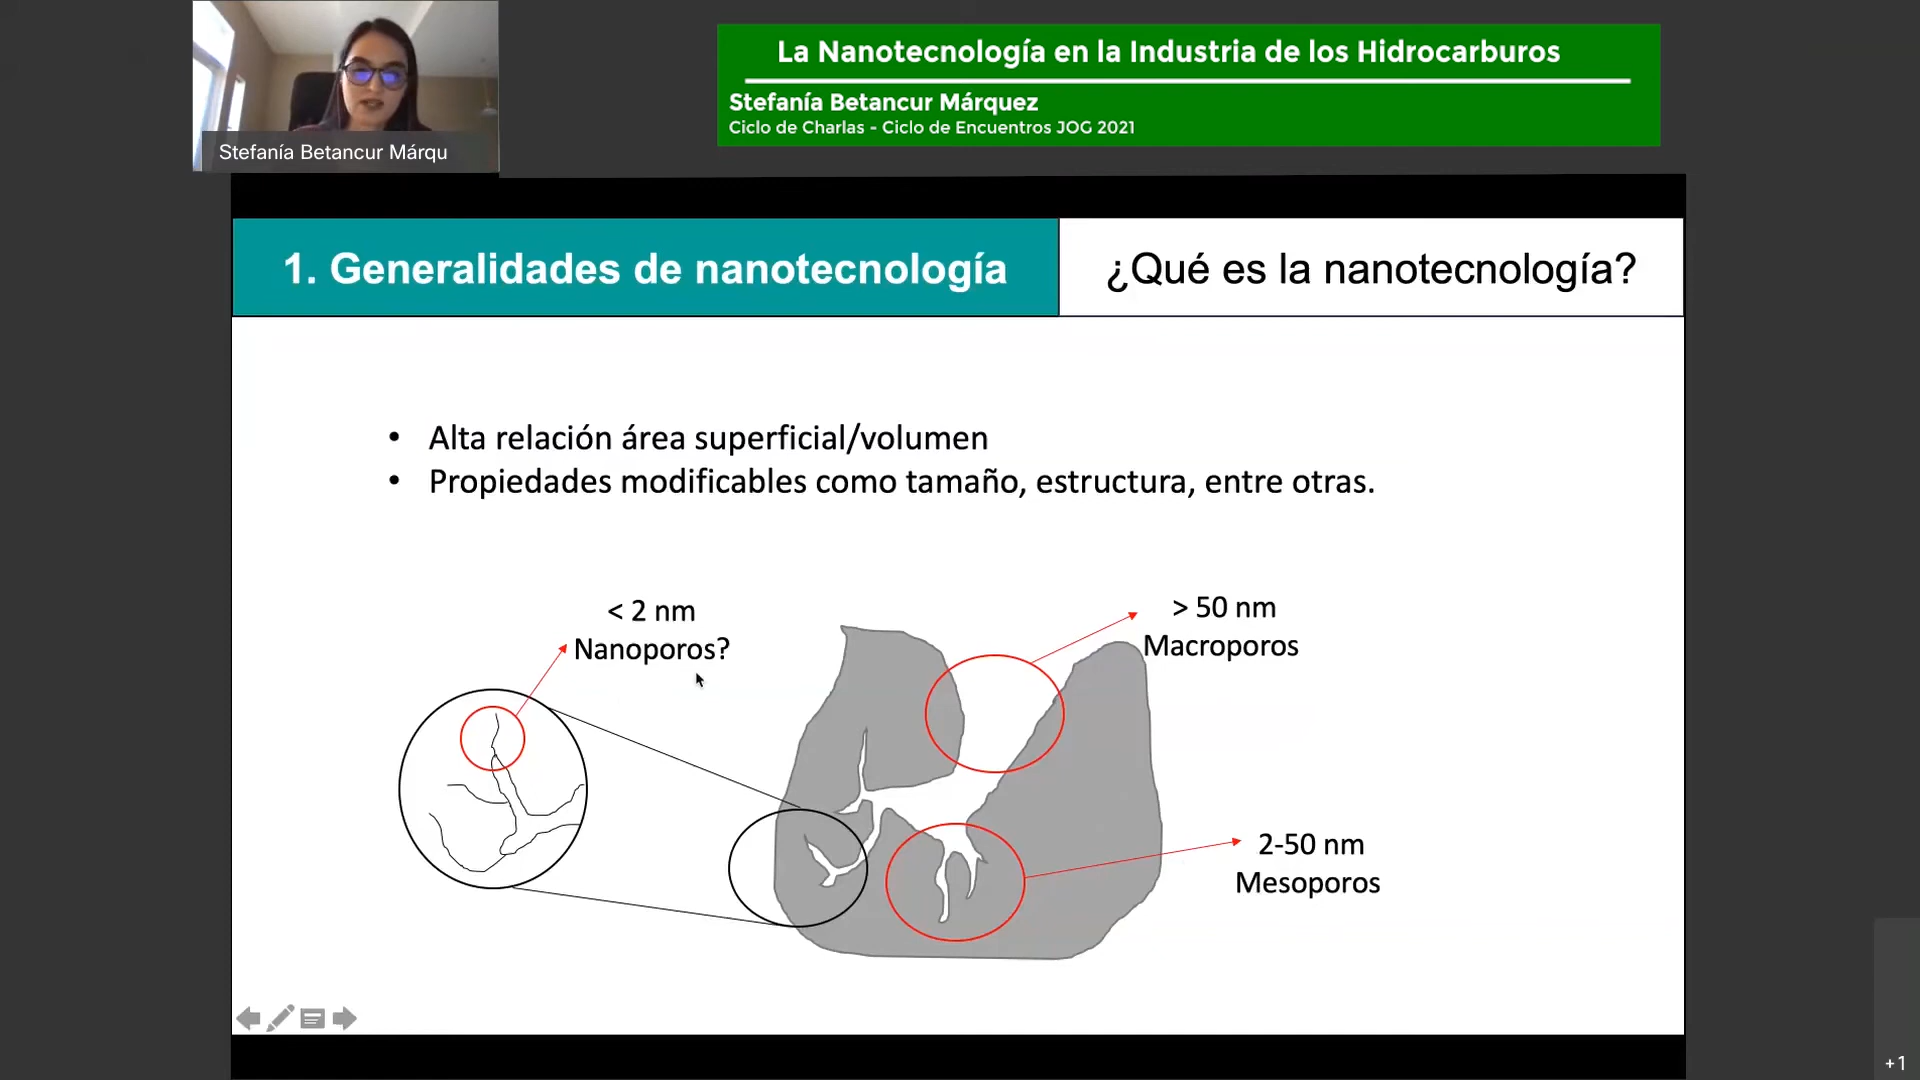 La Nanotecnología en la Industria de los Hidrocarburos
Stefanía Betancur Márquez
Ciclo de Charlas - Ciclo de Encuentros JOG 2021
Stefanía Betancur Márqu
1. Generalidades de nanotecnología
¿Qué es la nanotecnología?
• Alta relación área superficial/volumen
• Propiedades modificables como tamaño, estructura, entre otras.
< 2 nm
Nanoporos?
> 50 nm
Macroporos
2-50 nm
Mesoporos
+1